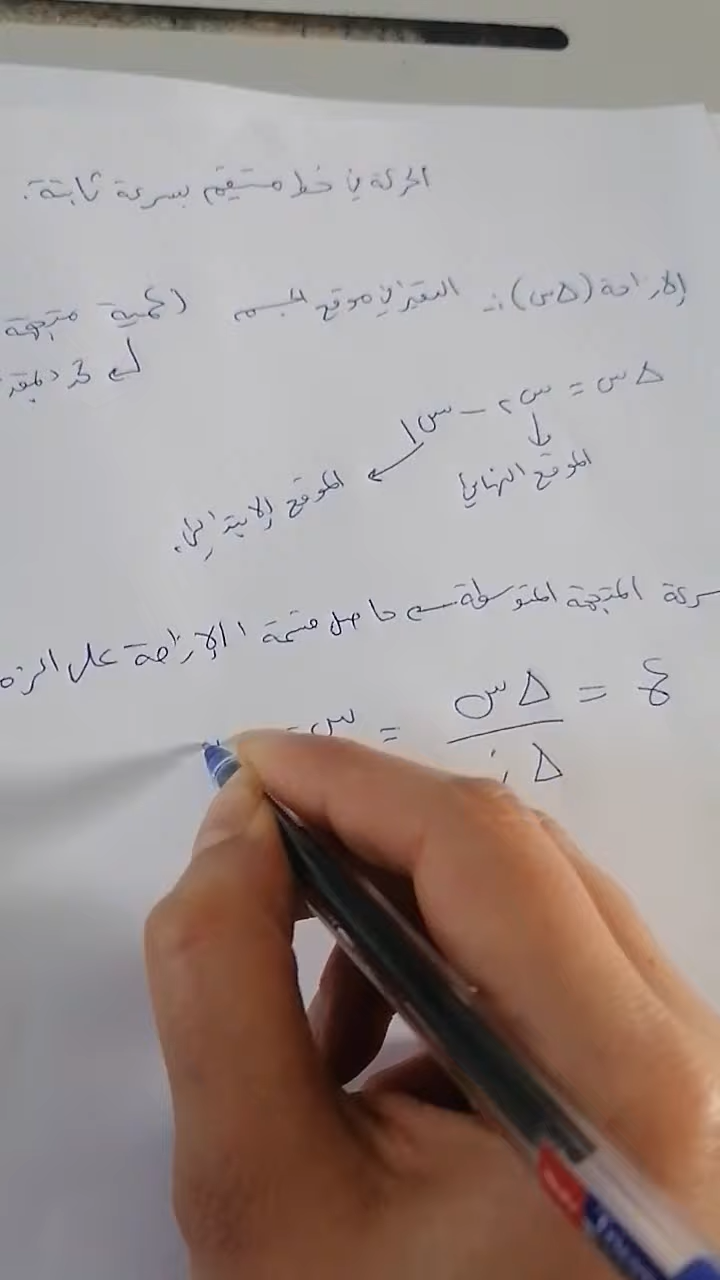 الحركة في خط مستقيم بسرعة ثابتة.
الإزاحة (Δس) :- التغير في موقع الجسم (كمية متجهة
Δس = س٢ - س١
الموقع النهائي
الموقع الابتدائي.
السرعة المتجهة المتوسطة حاصل قسمة الإزاحة على
ع = Δس / Δز = س